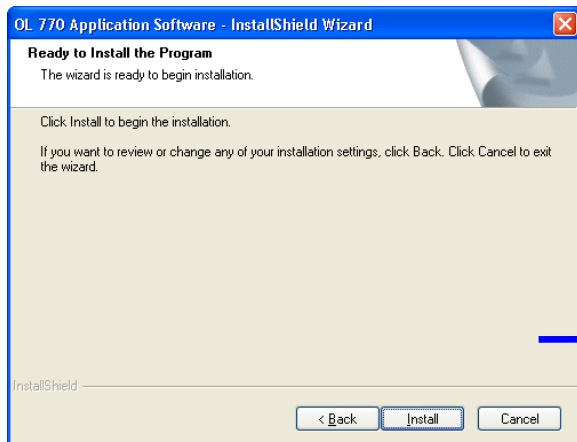 OL 770 Application Software - InstallShield Wizard
Ready to Install the Program
The wizard is ready to begin installation.
Click Install to begin the installation.
If you want to review or change any of your installation settings, click Back. Click Cancel to exit
the wizard.
InstallShield
< Back Install Cancel